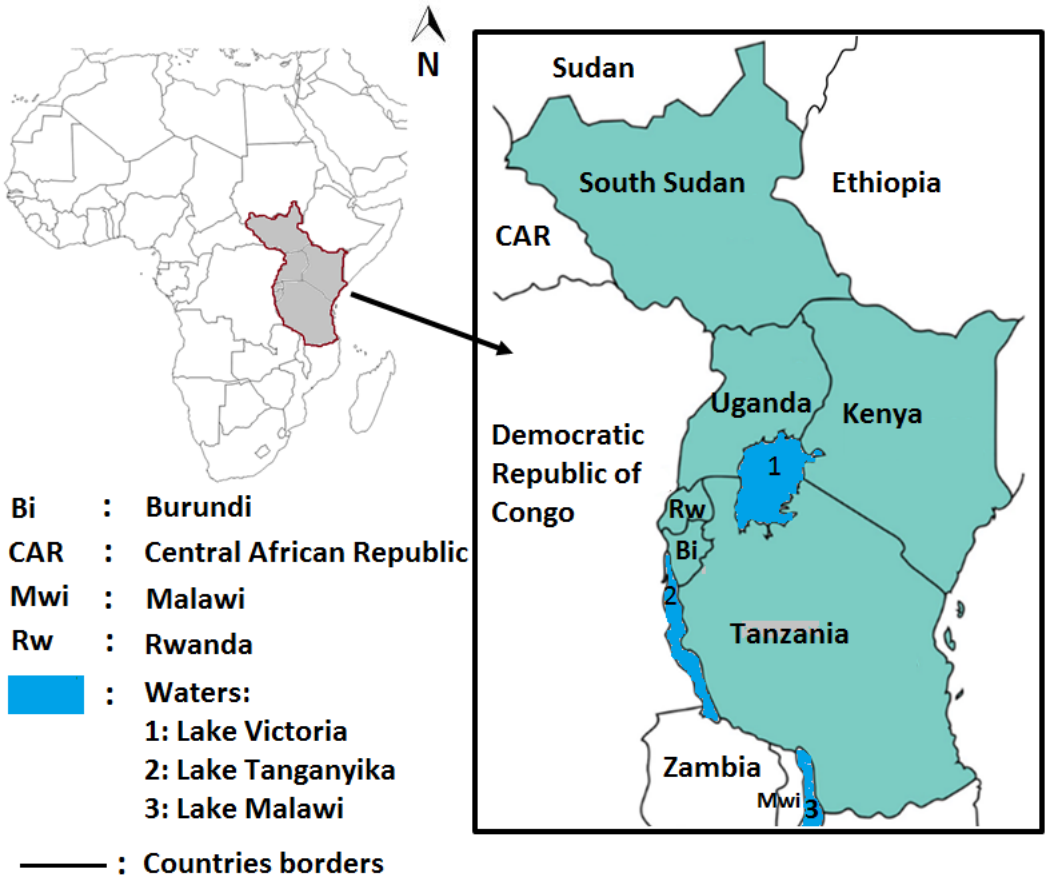 N
Sudan
South Sudan
Ethiopia
CAR
Uganda
Kenya
Democratic
Republic of
Congo
1
Rw
Bi
2
Tanzania
Zambia
Mwi
3
Bi : Burundi
CAR : Central African Republic
Mwi : Malawi
Rw : Rwanda
: Waters:
1: Lake Victoria
2: Lake Tanganyika
3: Lake Malawi
: Countries borders